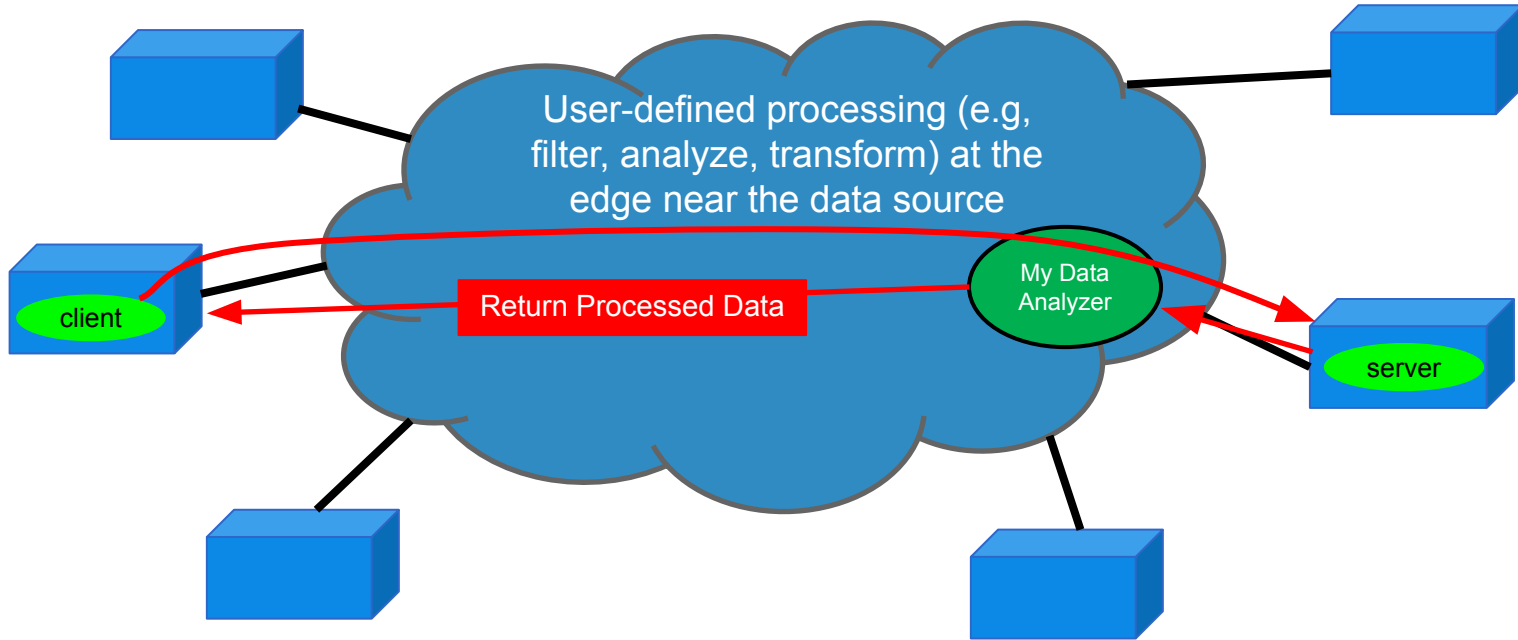 User-defined processing (e.g,
filter, analyze, transform) at the
edge near the data source
My Data
Analyzer
Return Processed Data
client
server